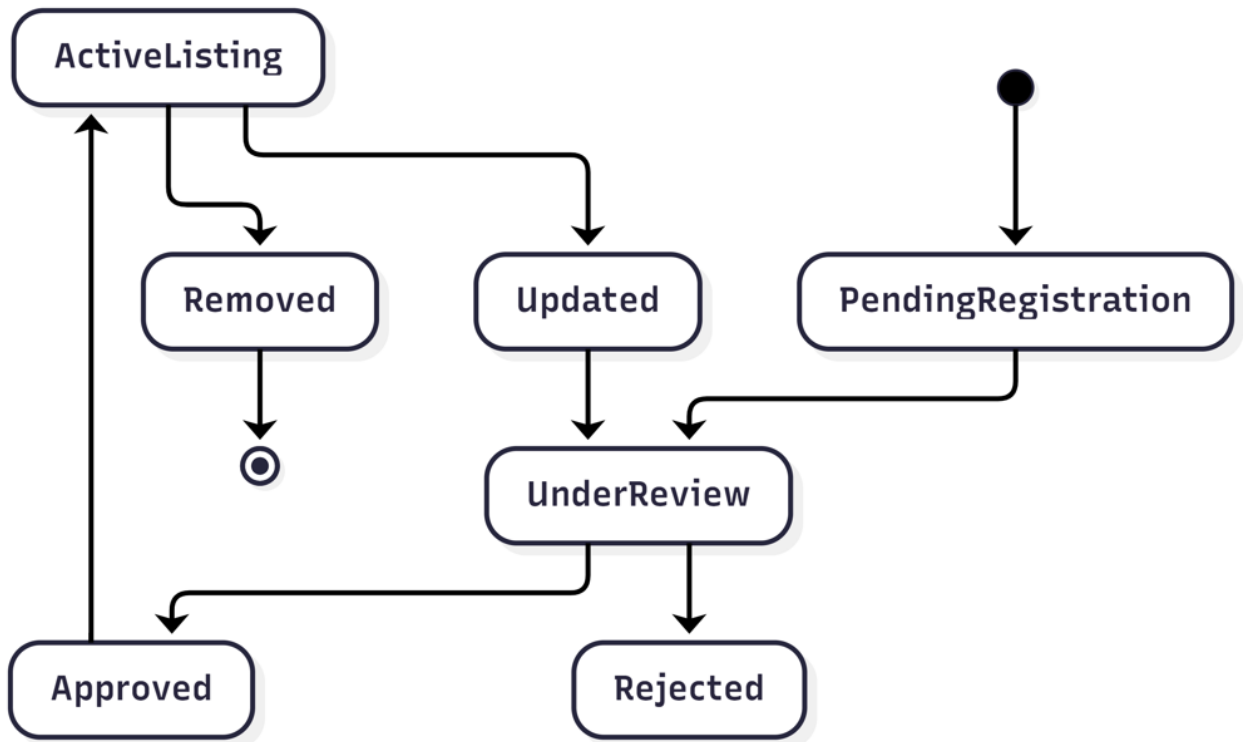 ActiveListing
Removed
Updated
PendingRegistration
UnderReview
Approved
Rejected